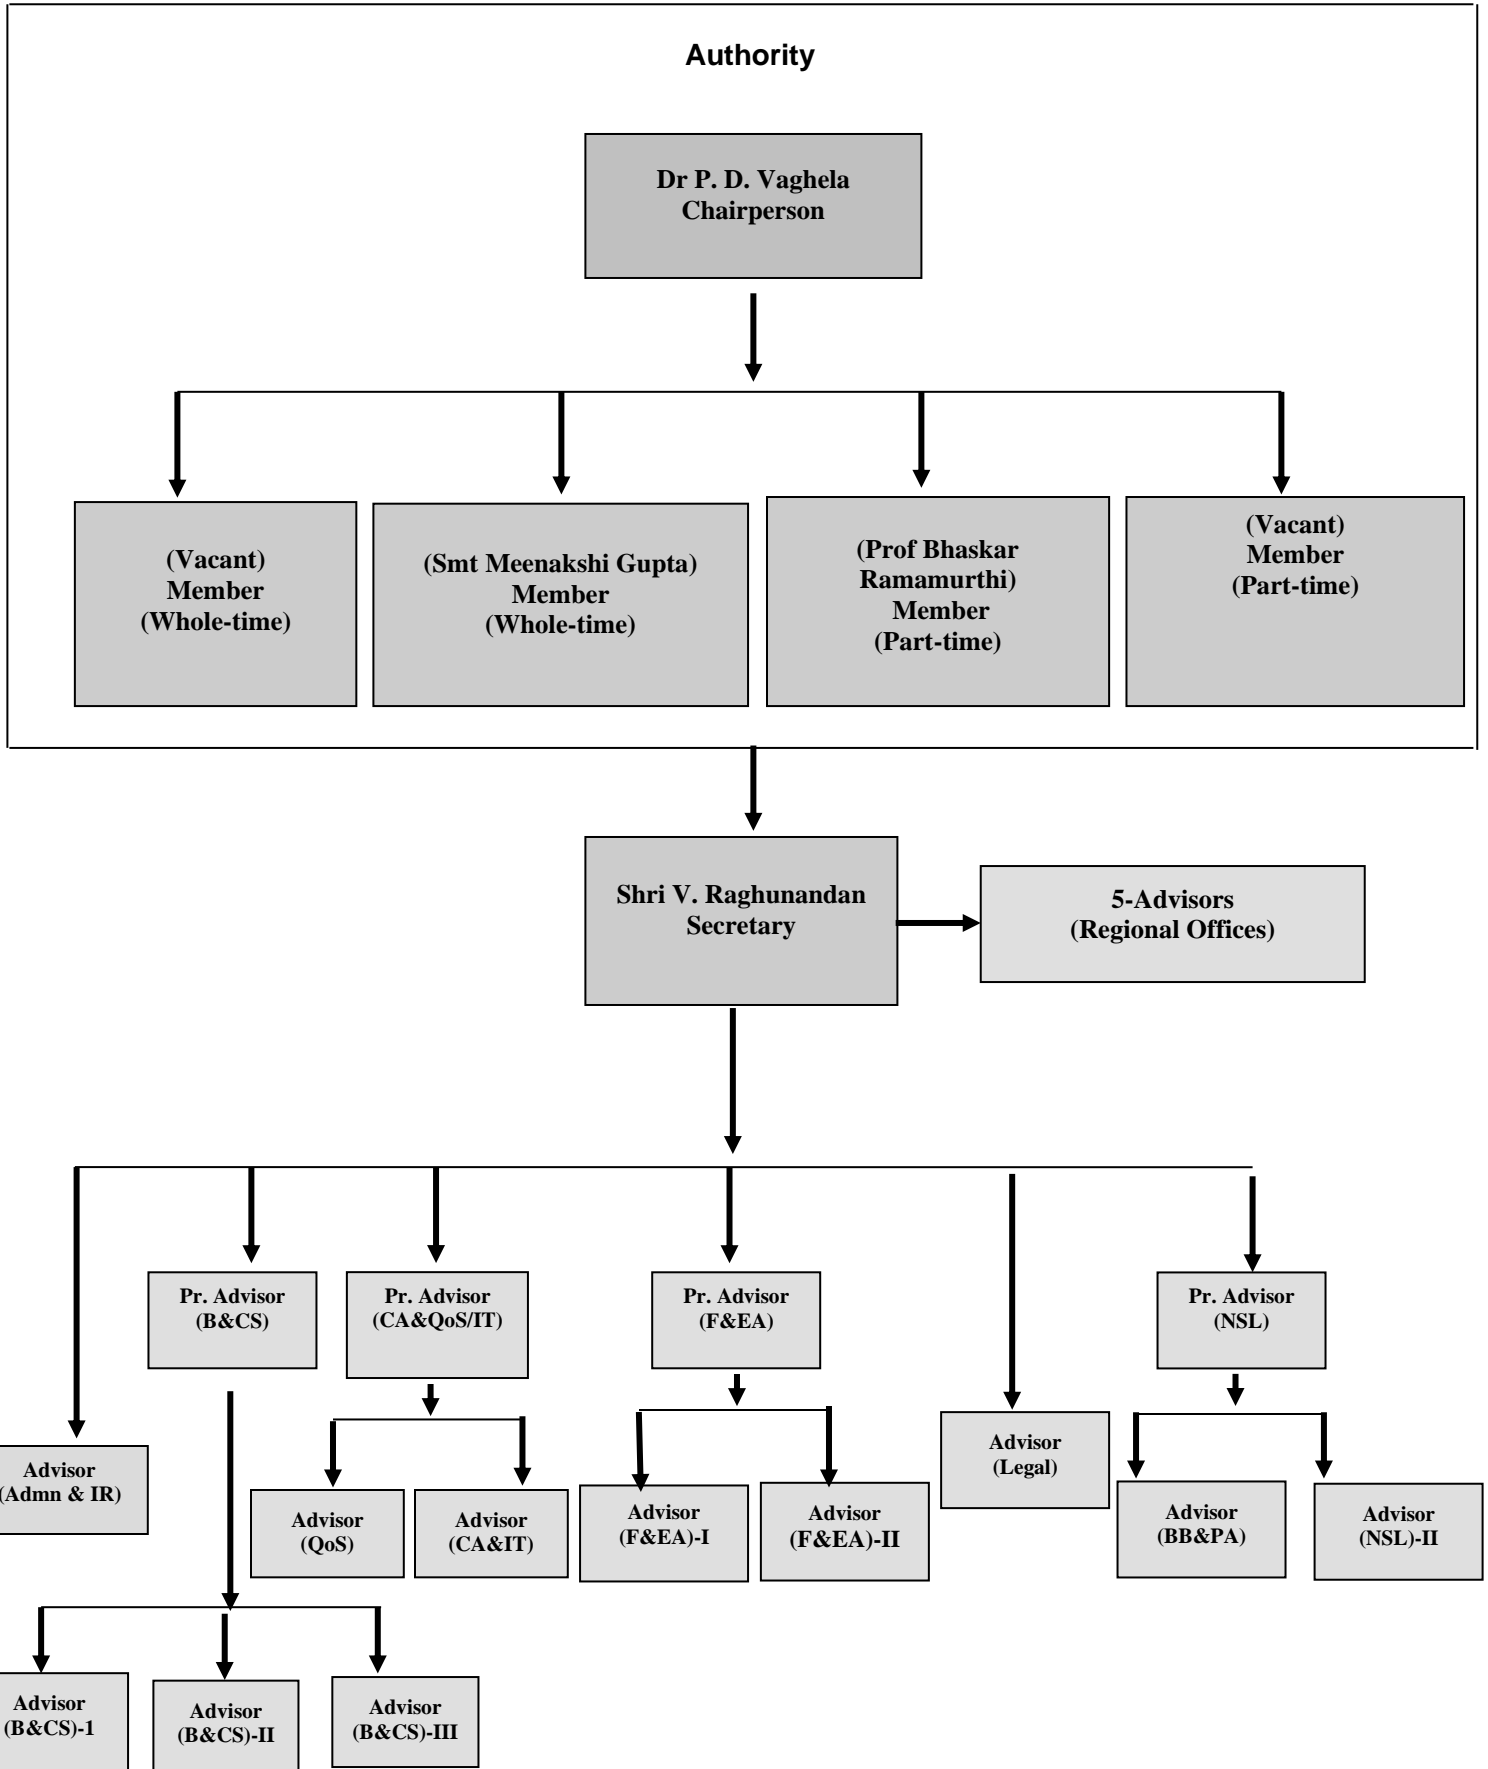 Authority
Dr P. D. Vaghela
Chairperson
(Vacant)
Member
(Whole-time)
(Smt Meenakshi Gupta)
Member
(Whole-time)
(Prof Bhaskar
Ramamurthi)
Member
(Part-time)
(Vacant)
Member
(Part-time)
Shri V. Raghunandan
Secretary
5-Advisors
(Regional Offices)
Pr. Advisor
(B&CS)
Pr. Advisor
(CA&QoS/IT)
Pr. Advisor
(F&EA)
Pr. Advisor
(NSL)
Advisor
(Admn & IR)
Advisor
(QoS)
Advisor
(CA&IT)
Advisor
(F&EA)-I
Advisor
(F&EA)-II
Advisor
(Legal)
Advisor
(BB&PA)
Advisor
(NSL)-II
Advisor
(B&CS)-1
Advisor
(B&CS)-II
Advisor
(B&CS)-III